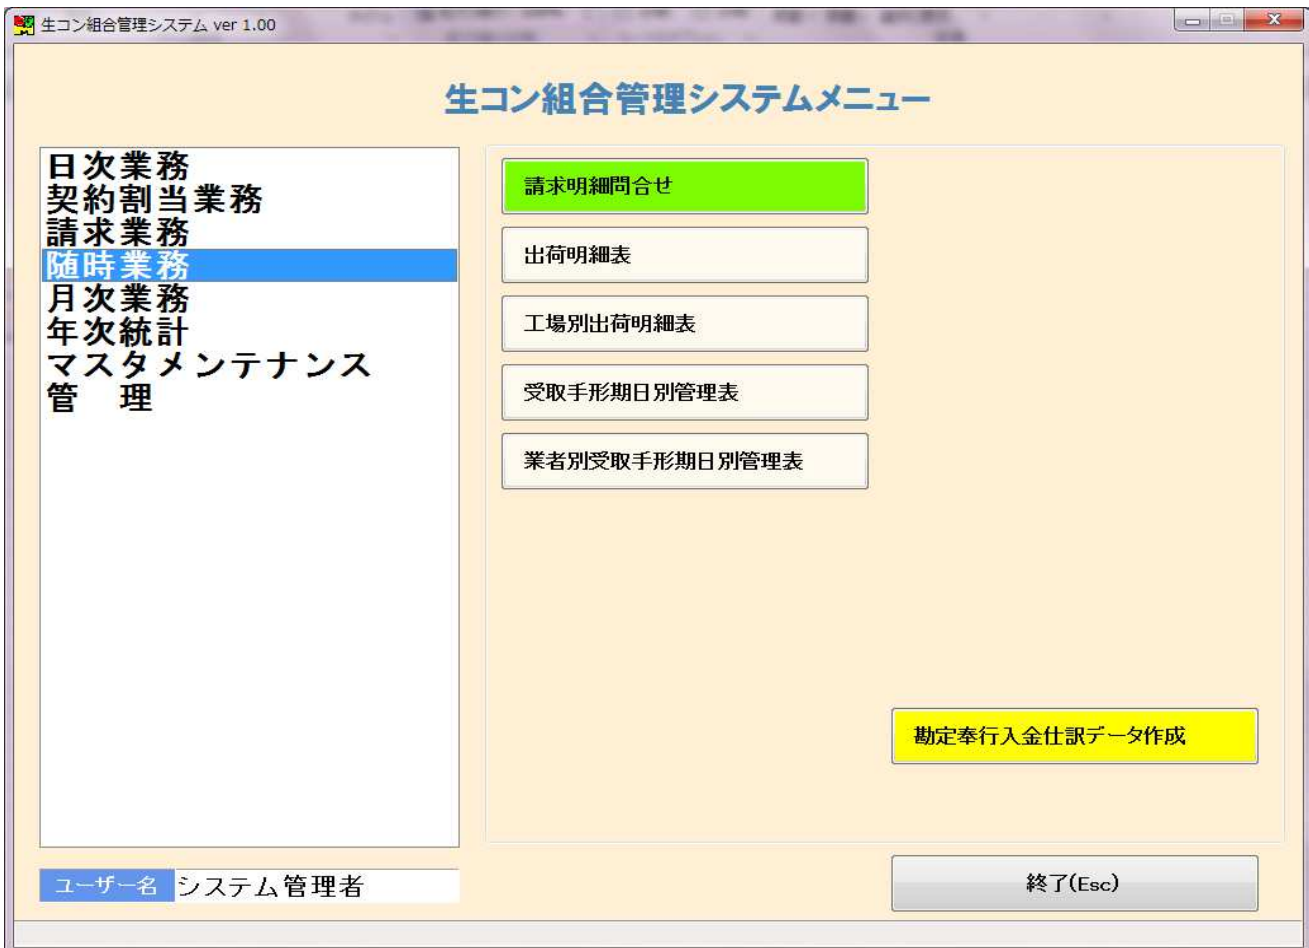 生コン組合管理システム ver 1.00
生コン組合管理システムメニュー
日次業務
契約割当業務
請求業務
随時業務
月次業務
年次統計
マスタメンテナンス
管　理
請求明細問合せ
出荷明細表
工場別出荷明細表
受取手形期日別管理表
業者別受取手形期日別管理表
勘定奉行入金仕訳データ作成
ユーザー名 システム管理者
終了(Esc)